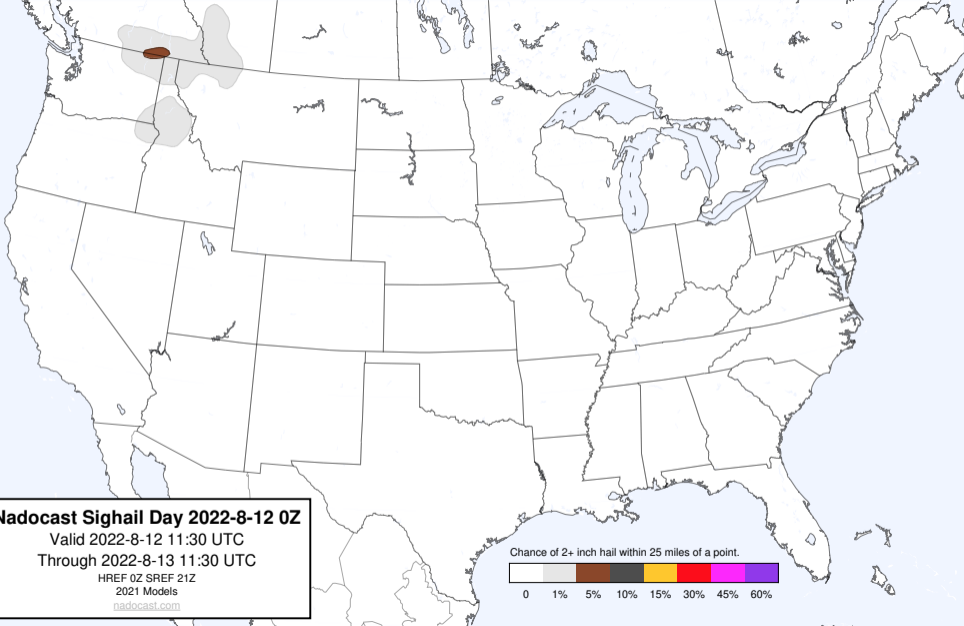 Nadocast Sighail Day 2022-8-12 0Z
Valid 2022-8-12 11:30 UTC
Through 2022-8-13 11:30 UTC
HREF 0Z SREF 21Z
2021 Models
nadocast.com
Chance of 2+ inch hail within 25 miles of a point.
0 1% 5% 10% 15% 30% 45% 60%